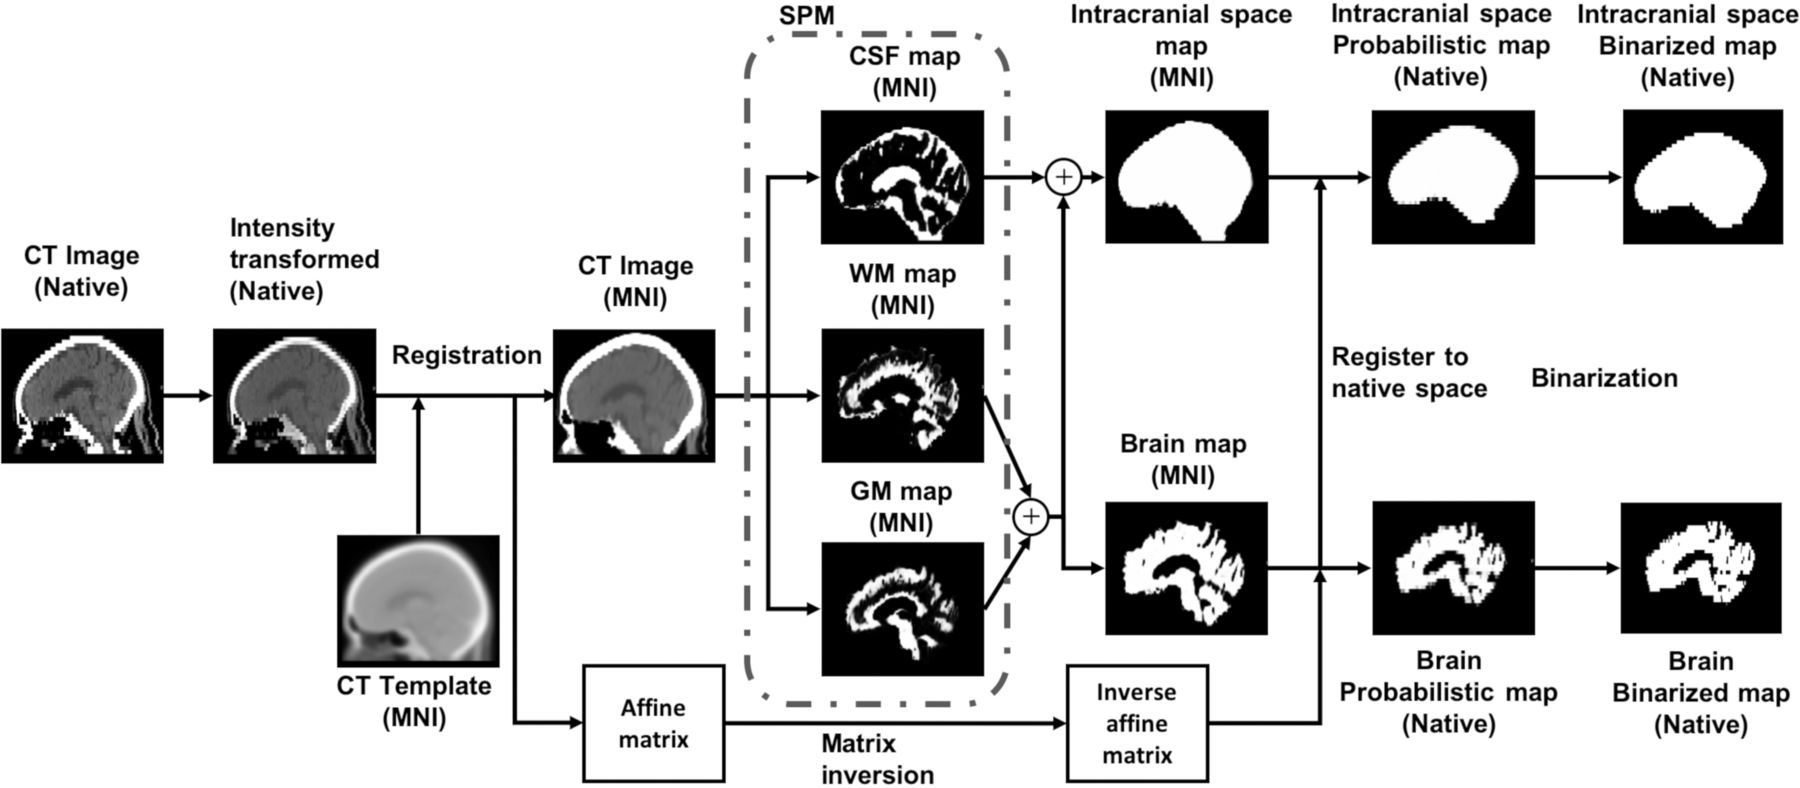 SPM
CSF map
(MNI)
Intracranial space
map
(MNI)
Intracranial space
Probabilistic map
(Native)
Intracranial space
Binarized map
(Native)
CT Image
(Native)
Intensity
transformed
(Native)
Registration
CT Image
(MNI)
WM map
(MNI)
GM map
(MNI)
+
+
Brain map
(MNI)
Register to
native space
Binarization
CT Template
(MNI)
Affine
matrix
Matrix
inversion
Inverse
affine
matrix
Brain
Probabilistic map
(Native)
Brain
Binarized map
(Native)